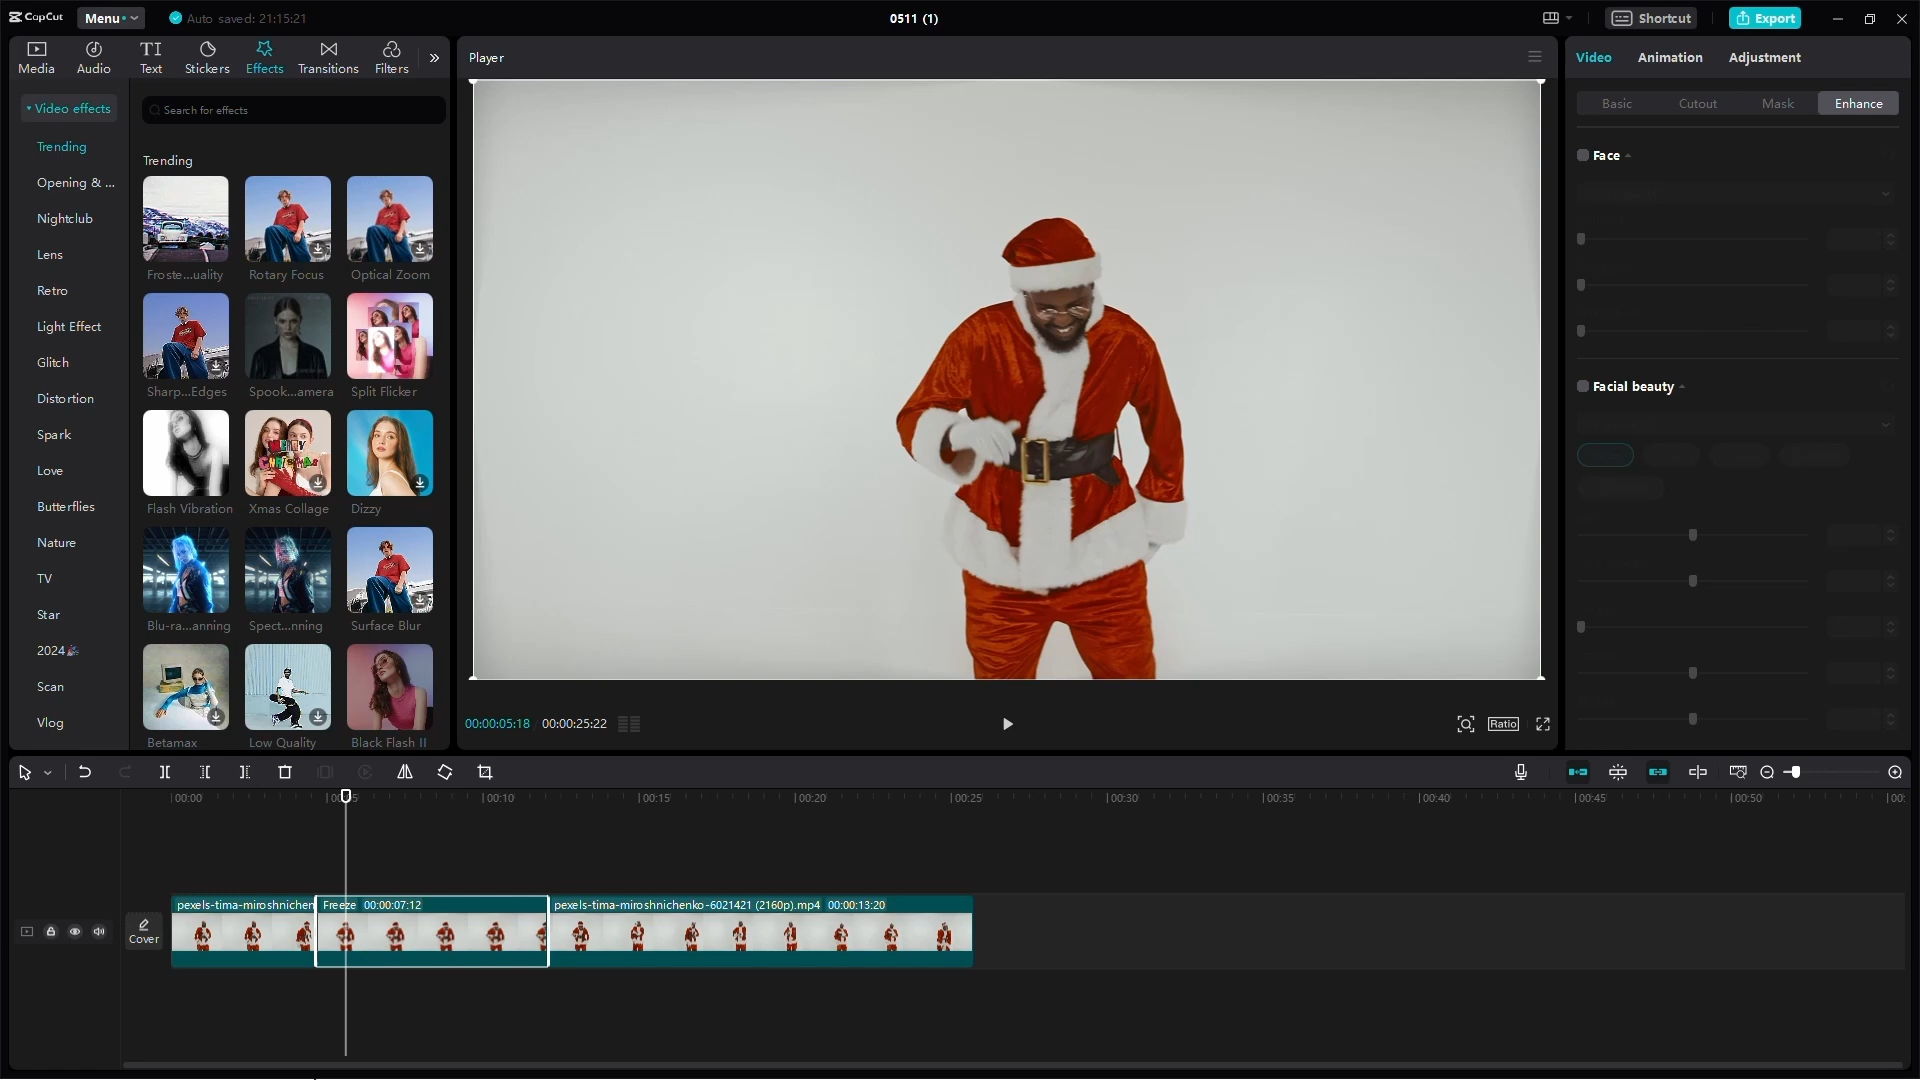 CapCut
Menu
Auto saved: 21:15:21
0511 (1)
Shortcut
Export
Media
Audio
Text
Stickers
Effects
Transitions
Filters
Player
Video
Animation
Adjustment
Video effects
Search for effects
Basic
Cutout
Mask
Enhance
Trending
Opening & ...
Nightclub
Lens
Retro
Light Effect
Glitch
Distortion
Spark
Love
Butterflies
Nature
TV
Star
2024
Scan
Vlog
Trending
Froste...uality
Rotary Focus
Optical Zoom
Sharp...Edges
Spook...amera
Split Flicker
Flash Vibration
Xmas Collage
Dizzy
Blu-ra...anning
Spect...nning
Surface Blur
Betamax
Low Quality
Black Flash II
Face
Facial beauty
00:00:05:18
00:00:25:22
Ratio
00:00
00:05
00:10
00:15
00:20
00:25
00:30
00:35
00:40
00:45
00:50
00:
Cover
pexels-tima-miroshnichen
Freeze 00:00:07:12
pexels-tima-miroshnichenko-6021421 (2160p).mp4 00:00:13:20